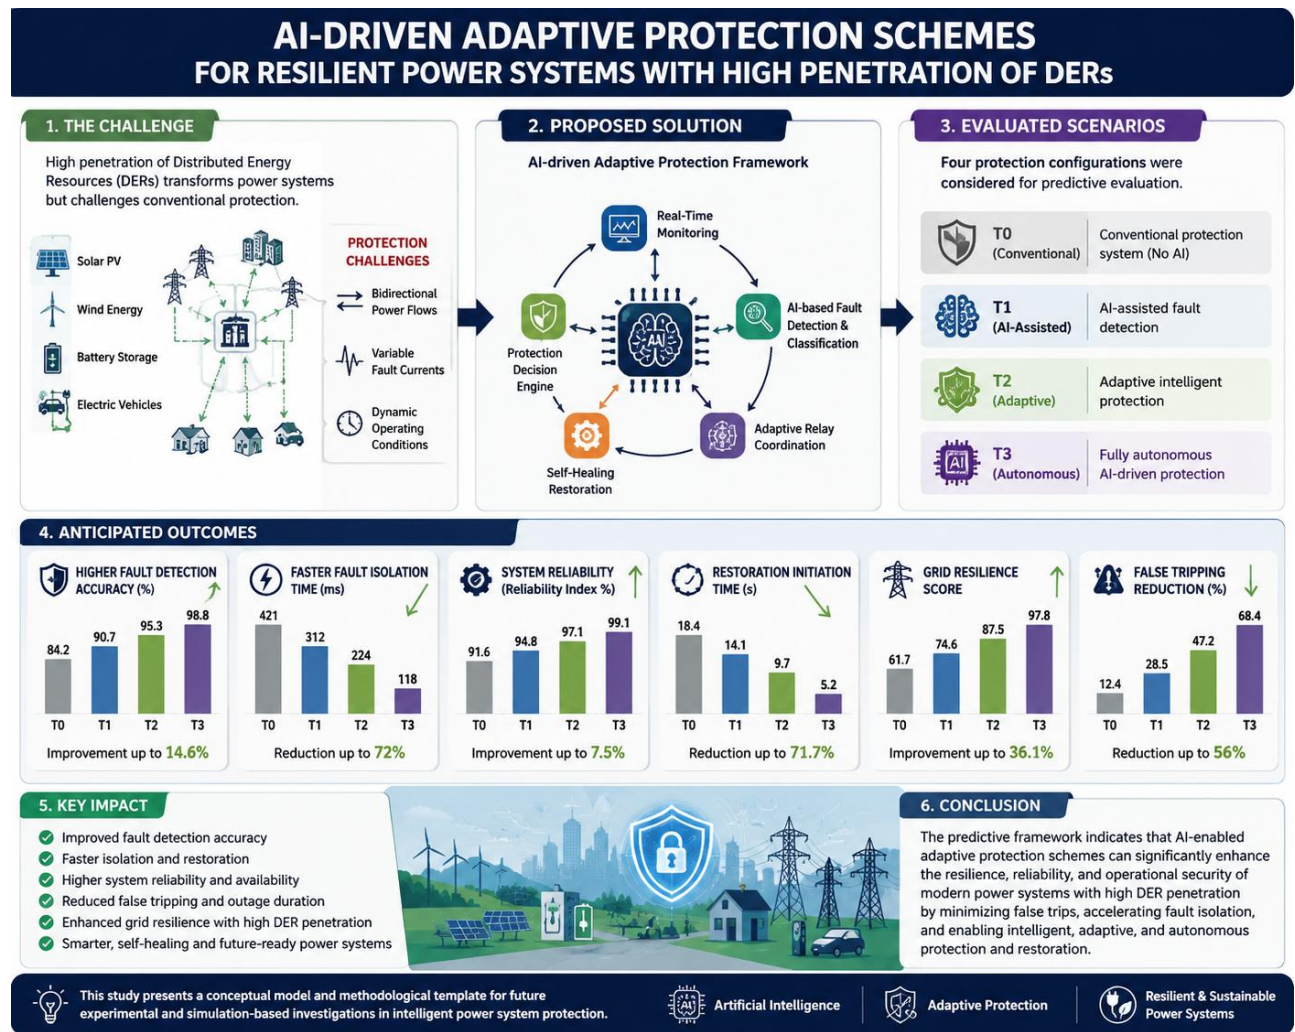 AI-DRIVEN ADAPTIVE PROTECTION SCHEMES
FOR RESILIENT POWER SYSTEMS WITH HIGH PENETRATION OF DERs
1. THE CHALLENGE
High penetration of Distributed Energy
Resources (DERs) transforms power systems
but challenges conventional protection.
Solar PV
Wind Energy
Battery Storage
Electric Vehicles
PROTECTION
CHALLENGES
Bidirectional
Power Flows
Variable
Fault Currents
Dynamic
Operating
Conditions
2. PROPOSED SOLUTION
AI-driven Adaptive Protection Framework
Real-Time
Monitoring
AI-based Fault
Detection &
Classification
Adaptive Relay
Coordination
Self-Healing
Restoration
Protection
Decision
Engine
3. EVALUATED SCENARIOS
Four protection configurations were
considered for predictive evaluation.
T0
(Conventional)
Conventional protection
system (No AI)
T1
(AI-Assisted)
AI-assisted fault
detection
T2
(Adaptive)
Adaptive intelligent
protection
AI
T3
(Autonomous)
Fully autonomous
AI-driven protection
4. ANTICIPATED OUTCOMES
HIGHER FAULT DETECTION
ACCURACY (%)
84.2
90.7
95.3
98.8
T0 T1 T2 T3
Improvement up to 14.6%
FASTER FAULT ISOLATION
TIME (ms)
421
312
224
118
T0 T1 T2 T3
Reduction up to 72%
SYSTEM RELIABILITY
(Reliability Index %)
91.6
94.8
97.1
99.1
T0 T1 T2 T3
Improvement up to 7.5%
RESTORATION INITIATION
TIME (s)
18.4
14.1
9.7
5.2
T0 T1 T2 T3
Reduction up to 71.7%
GRID RESILIENCE
SCORE
61.7
74.6
87.5
97.8
T0 T1 T2 T3
Improvement up to 36.1%
FALSE TRIPPING
REDUCTION (%)
12.4
28.5
47.2
68.4
T0 T1 T2 T3
Reduction up to 56%
5. KEY IMPACT
Improved fault detection accuracy
Faster isolation and restoration
Higher system reliability and availability
Reduced false tripping and outage duration
Enhanced grid resilience with high DER penetration
Smarter, self-healing and future-ready power systems
6. CONCLUSION
The predictive framework indicates that AI-enabled
adaptive protection schemes can significantly enhance
the resilience, reliability, and operational security of
modern power systems with high DER penetration
by minimizing false trips, accelerating fault isolation,
and enabling intelligent, adaptive, and autonomous
protection and restoration.
This study presents a conceptual model and methodological template for future
experimental and simulation-based investigations in intelligent power system protection.
AI
Artificial Intelligence
Adaptive Protection
Resilient & Sustainable
Power Systems